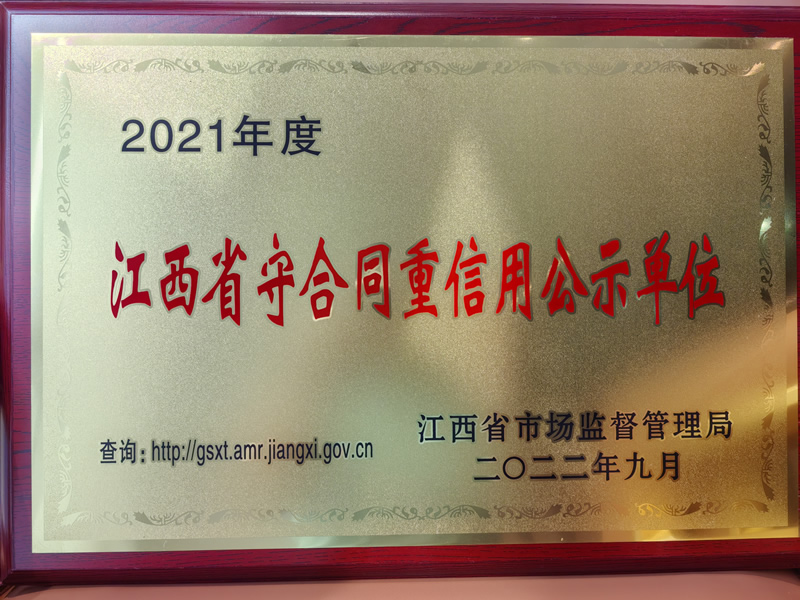 2021年度
江西省守合同重信用公示单位
江西省市场监督管理局
查询：http://gsxt.amr.jiangxi.gov.cn
二〇二二年九月